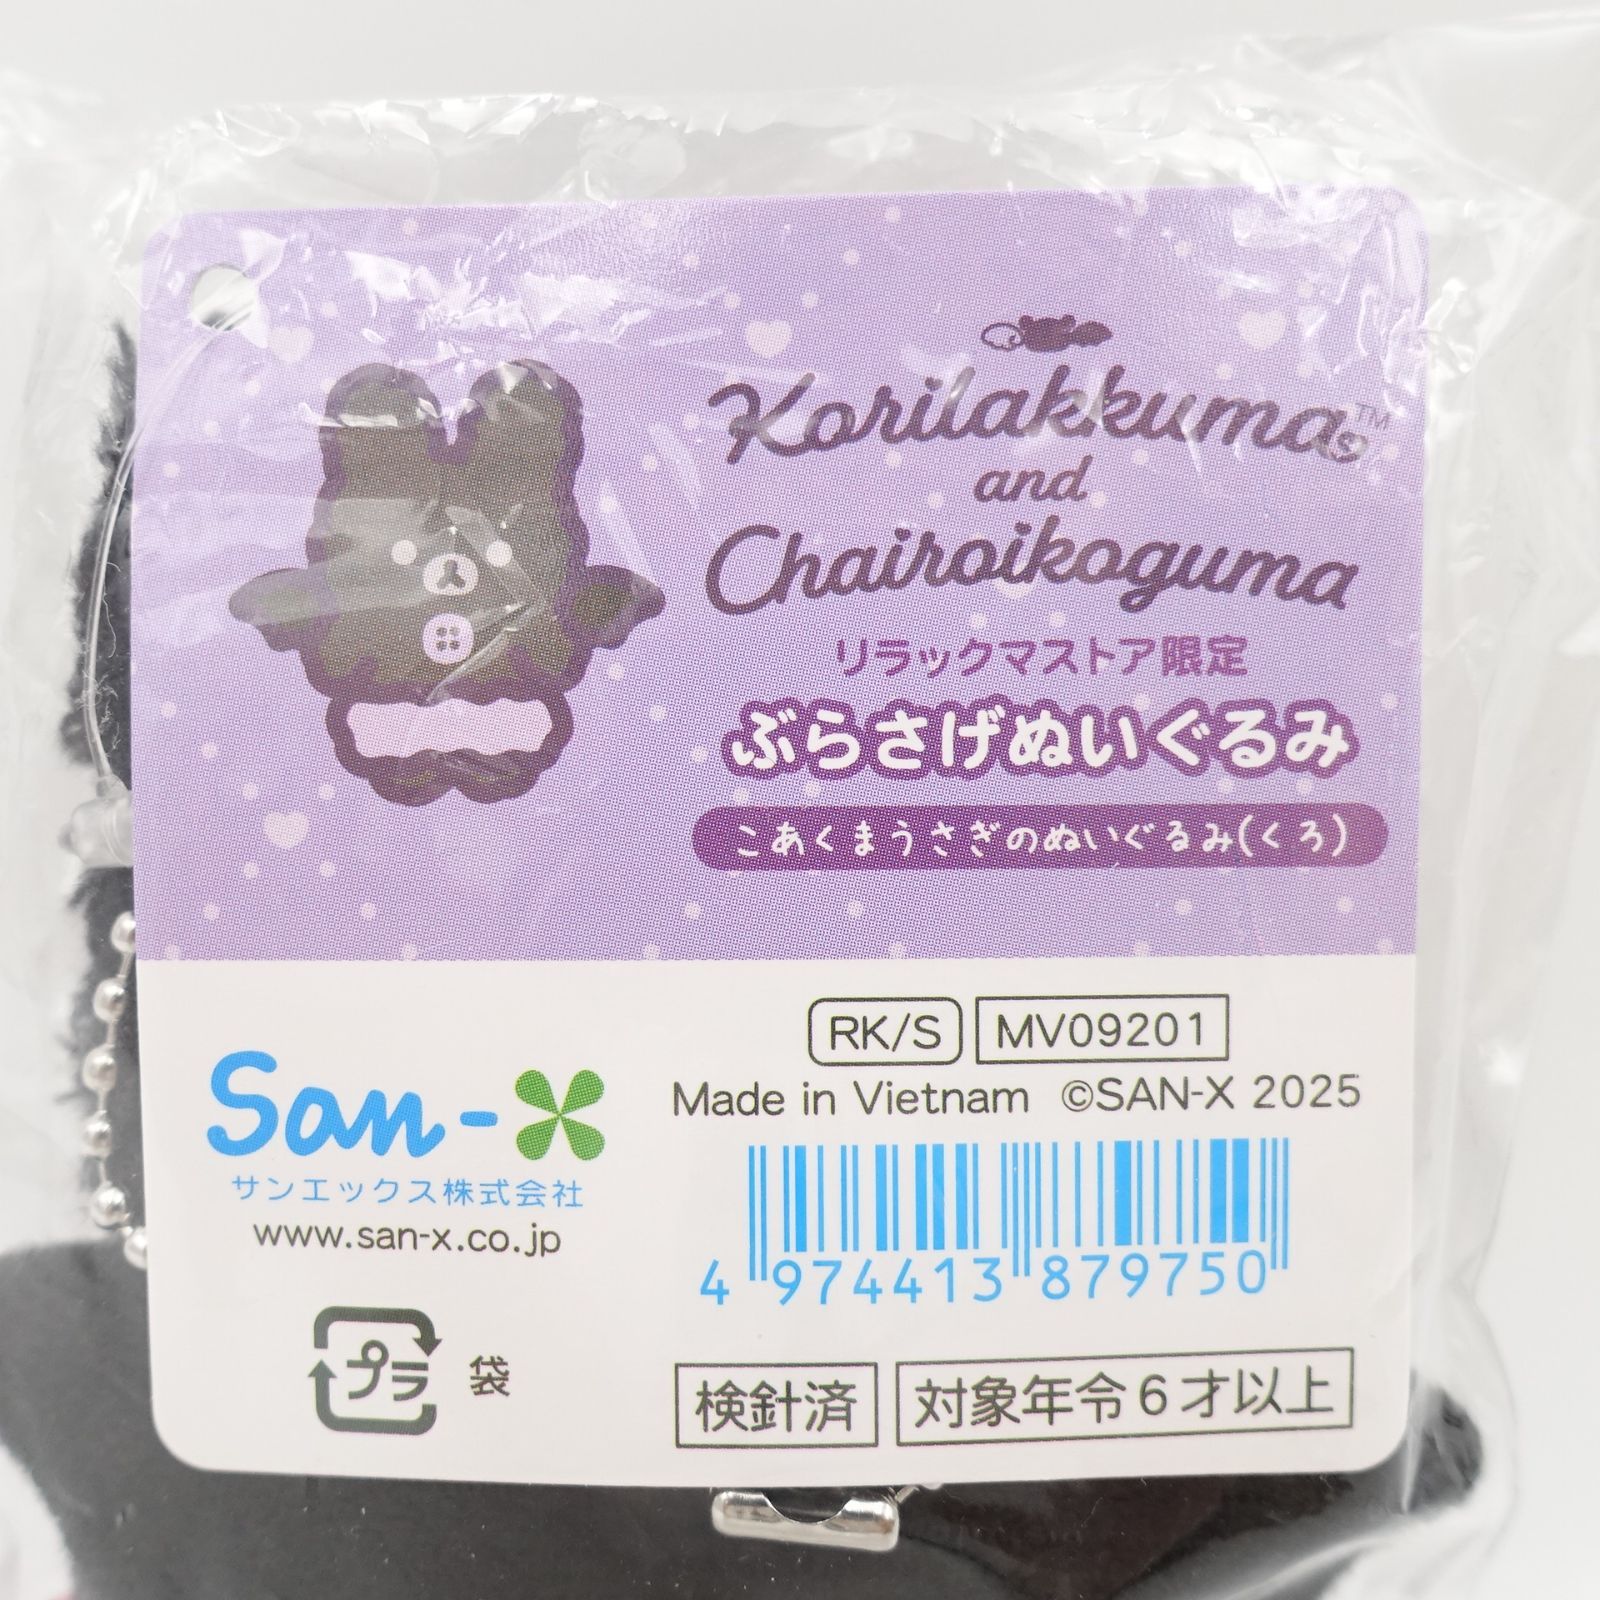 Korilakkuma™
and
Chairoikoguma
リラックマストア限定
ぶらさげぬいぐるみ
こあくまうさぎのぬいぐるみ(くろ)
RK/S MV09201
Made in Vietnam ©SAN-X 2025
San-X
サンエックス株式会社
www.san-x.co.jp
4 974413 879750
プラ 袋
検針済 対象年令6才以上